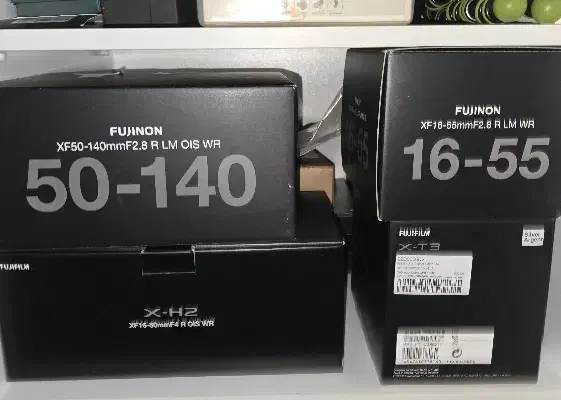 FUJINON
XF50-140mmF2.8 R LM OIS WR
50-140
FUJIFILM
X-H2
XF16-80mmF4 R OIS WR
FUJINON
XF16-55mmF2.8 R LM WR
16-55
FUJIFILM
X-T3
Silver
Argent